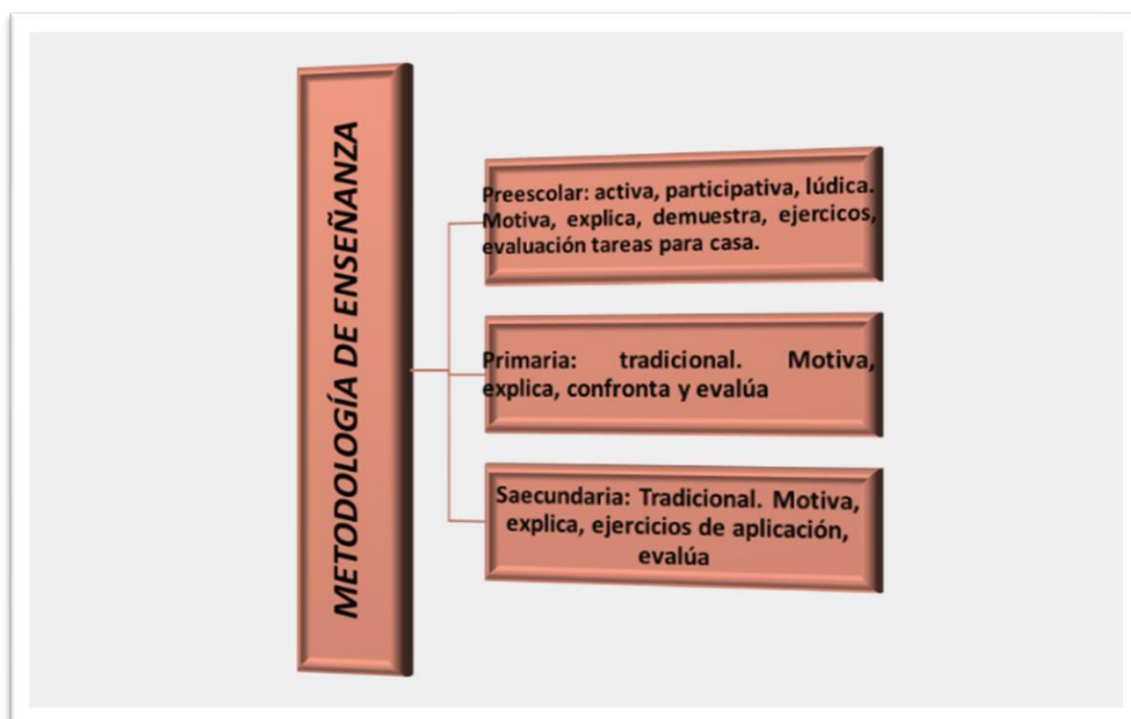 METODOLOGÍA DE ENSEÑANZA
Preescolar: activa, participativa, lúdica.
Motiva, explica, demuestra, ejercicos,
evaluación tareas para casa.
Primaria: tradicional. Motiva,
explica, confronta y evalúa
Saecundaria: Tradicional. Motiva,
explica, ejercicios de aplicación,
evalúa